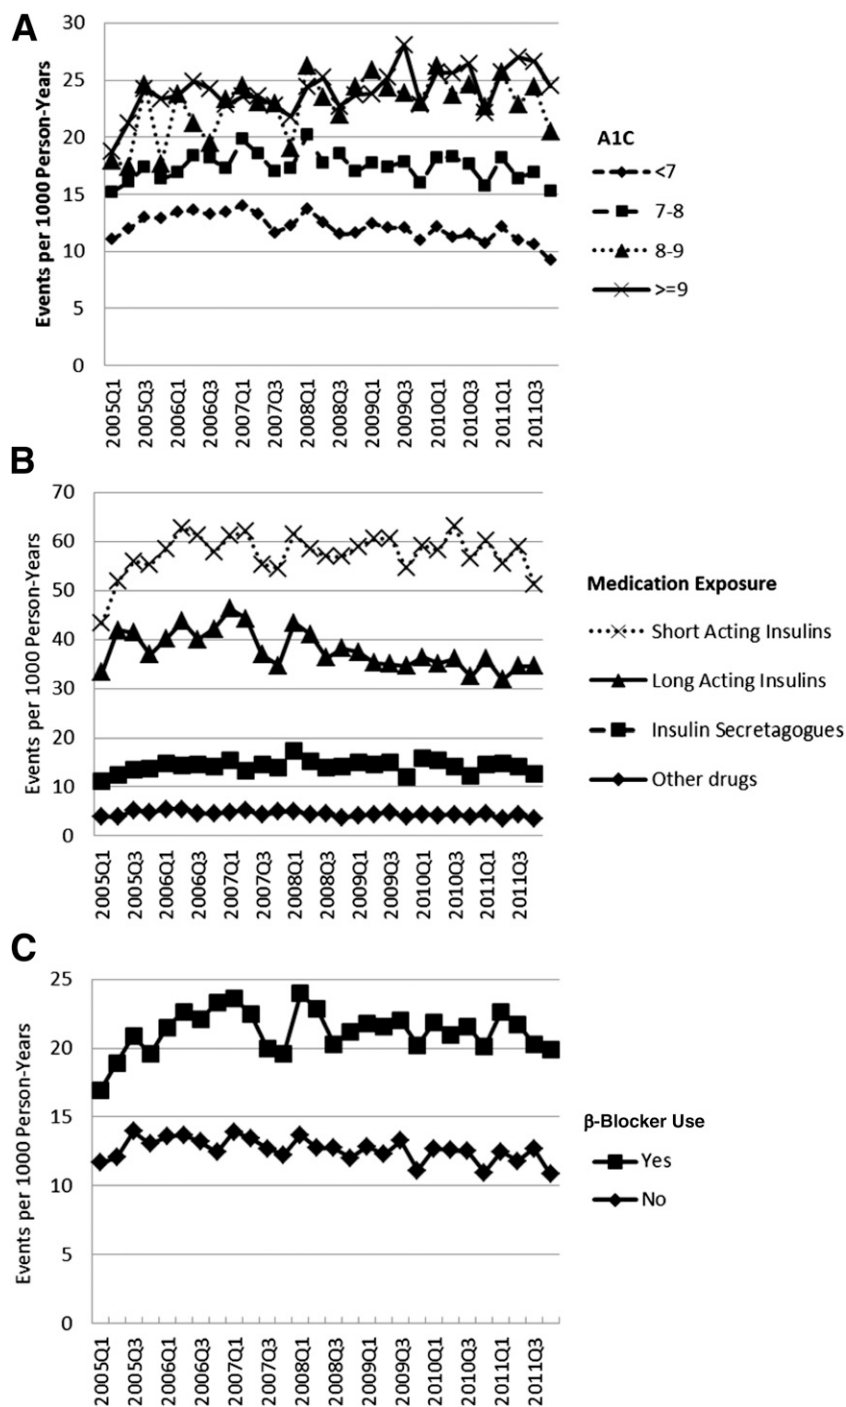 A
30
25
20
15
10
5
0
Events per 1000 Person-Years
2005Q1 2005Q3 2006Q1 2006Q3 2007Q1 2007Q3 2008Q1 2008Q3 2009Q1 2009Q3 2010Q1 2010Q3 2011Q1 2011Q3
A1C
<7
7-8
8-9
>=9
B
70
60
50
40
30
20
10
0
Events per 1000 Person-Years
2005Q1 2005Q3 2006Q1 2006Q3 2007Q1 2007Q3 2008Q1 2008Q3 2009Q1 2009Q3 2010Q1 2010Q3 2011Q1 2011Q3
Medication Exposure
Short Acting Insulins
Long Acting Insulins
Insulin Secretagogues
Other drugs
C
25
20
15
10
5
0
Events per 1000 Person-Years
2005Q1 2005Q3 2006Q1 2006Q3 2007Q1 2007Q3 2008Q1 2008Q3 2009Q1 2009Q3 2010Q1 2010Q3 2011Q1 2011Q3
β-Blocker Use
Yes
No